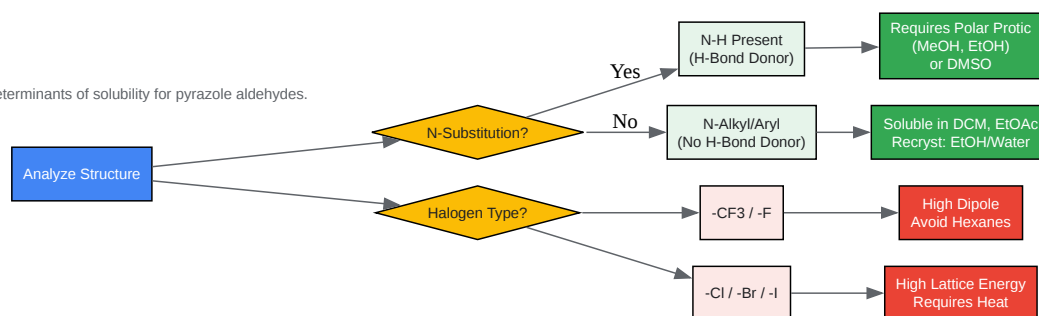 of solubility for pyrazole aldehydes.
Analyze Structure
N-Substitution?
Yes
N-H Present
(H-Bond Donor)
Requires Polar Protic
(MeOH, EtOH)
or DMSO
No
N-Alkyl/Aryl
(No H-Bond Donor)
Soluble in DCM, EtOAc
Recryst: EtOH/Water
Halogen Type?
-CF3 / -F
High Dipole
Avoid Hexanes
-Cl / -Br / -I
High Lattice Energy
Requires Heat